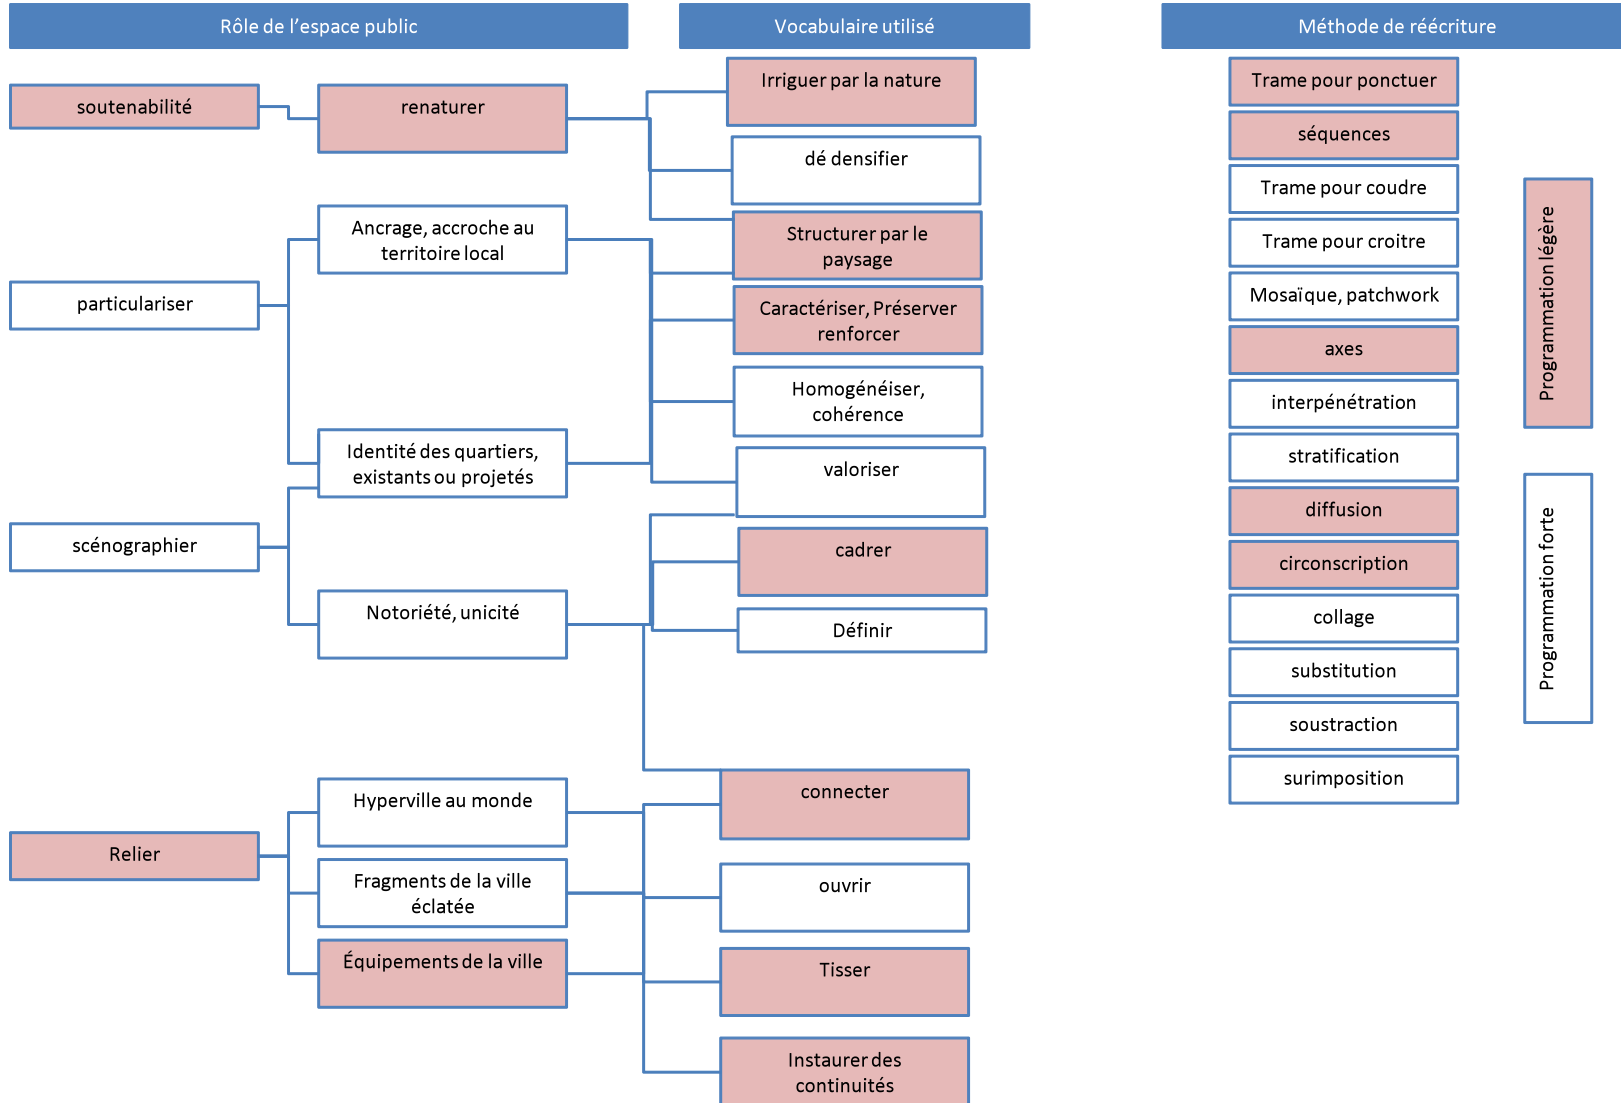 Rôle de l’espace public
Vocabulaire utilisé
Méthode de réécriture
soutenabilité
renaturer
particulariser
Ancrage, accroche au
territoire local
Identité des quartiers,
existants ou projetés
scénographier
Notoriété, unicité
Relier
Hyperville au monde
Fragments de la ville
éclatée
Équipements de la ville
Irriguer par la nature
dé densifier
Structurer par le
paysage
Caractériser, Préserver
renforcer
Homogénéiser,
cohérence
valoriser
cadrer
Définir
connecter
ouvrir
Tisser
Instaurer des
continuités
Trame pour ponctuer
séquences
Trame pour coudre
Trame pour croitre
Mosaïque, patchwork
axes
interpénétration
stratification
diffusion
circonscription
collage
substitution
soustraction
surimposition
Programmation légère
Programmation forte